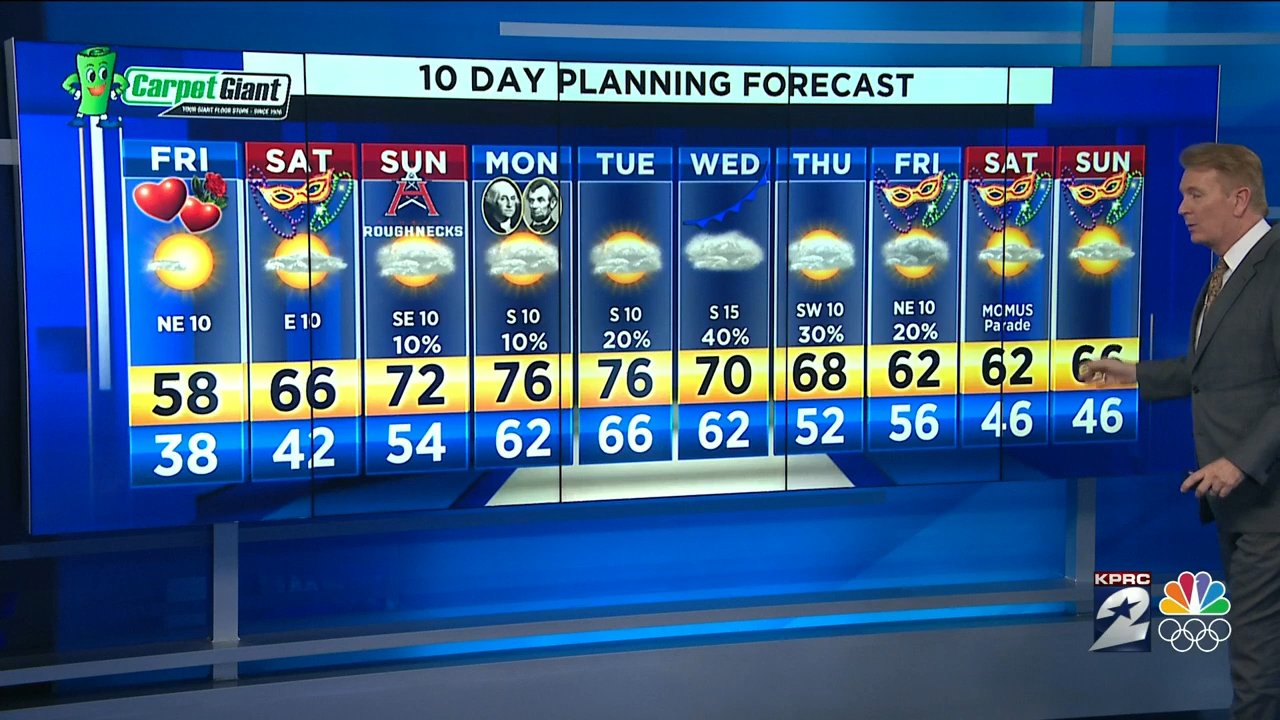 Carpet Giant
YOUR GIANT FLOOR STORE · SINCE 1976
10 DAY PLANNING FORECAST
FRI SAT SUN MON TUE WED THU FRI SAT SUN
ROUGHNECKS
NE 10 E 10 SE 10 S 10 S 10 S 15 SW 10 NE 10 MOMUS
Parade
10% 10% 20% 40% 30% 20%
58 66 72 76 76 70 68 62 62 66
38 42 54 62 66 62 52 56 46 46
KPRC
2